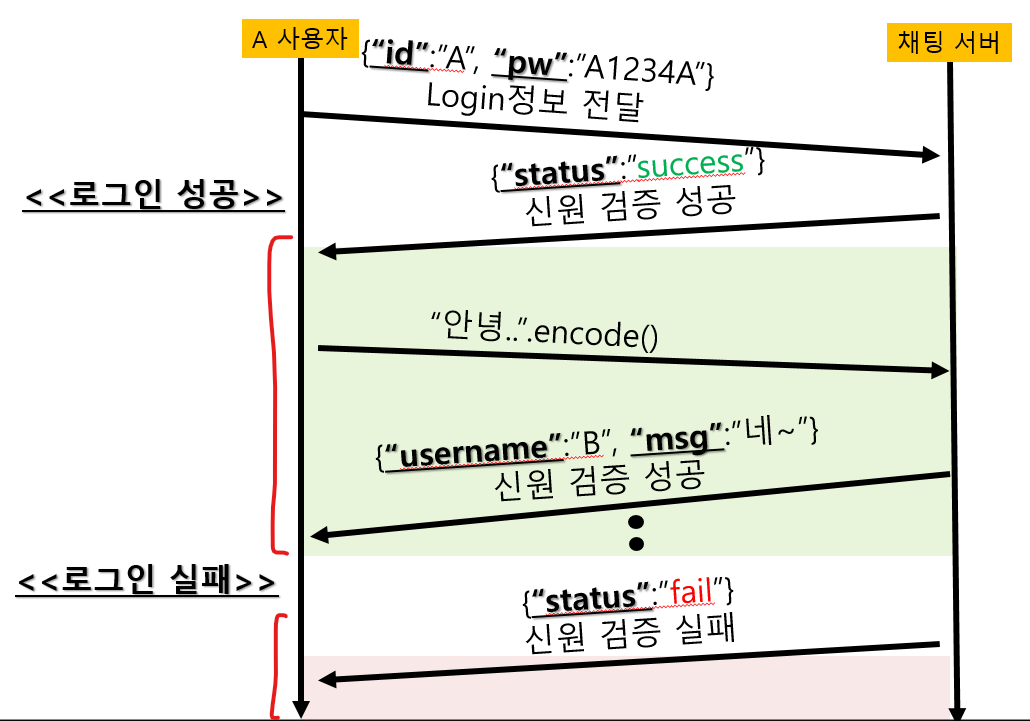 A 사용자
채팅 서버
{“id”:”A”, “pw”:”A1234A”}
Login정보 전달
{“status”:”success”}
신원 검증 성공
<<로그인 성공>>
“안녕..”.encode()
{“username”:”B”, “msg”:”네~”}
신원 검증 성공
<<로그인 실패>>
{“status”:”fail”}
신원 검증 실패